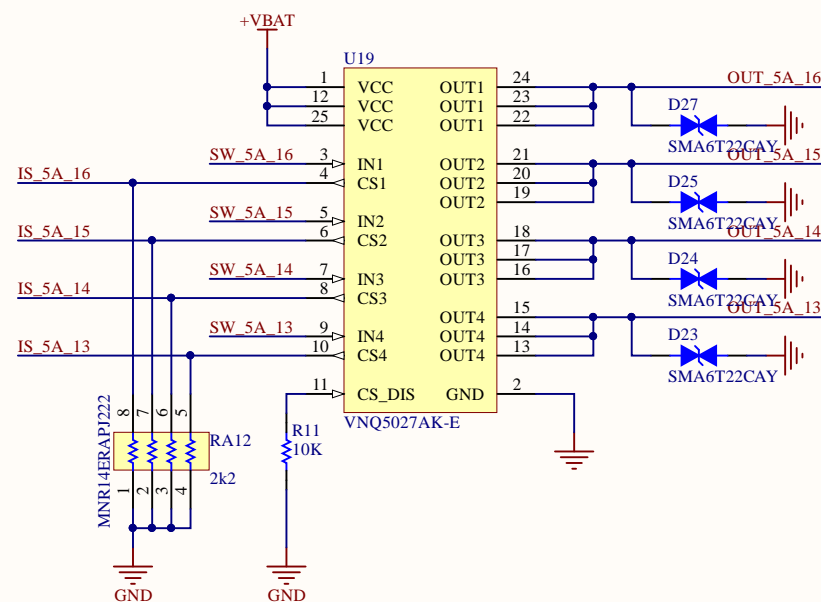 +VBAT
U19
1 VCC OUT1 24 OUT_5A_16
12 VCC OUT1 23
25 VCC OUT1 22
D27
SMA6T22CAY
SW_5A_16 3 IN1 OUT2 21 OUT_5A_15
IS_5A_16 4 CS1 OUT2 20
OUT2 19
D25
SMA6T22CAY
SW_5A_15 5 IN2
IS_5A_15 6 CS2 OUT3 18 OUT_5A_14
OUT3 17
SW_5A_14 7 IN3 OUT3 16
D24
SMA6T22CAY
IS_5A_14 8 CS3
OUT4 15 OUT_5A_13
SW_5A_13 9 IN4 OUT4 14
IS_5A_13 10 CS4 OUT4 13
D23
SMA6T22CAY
11 CS_DIS GND 2
VNQ5027AK-E
R11
10K
8 7 6 5
RA12
2k2
MNR14ERAPJ222
1 2 3 4
GND
GND